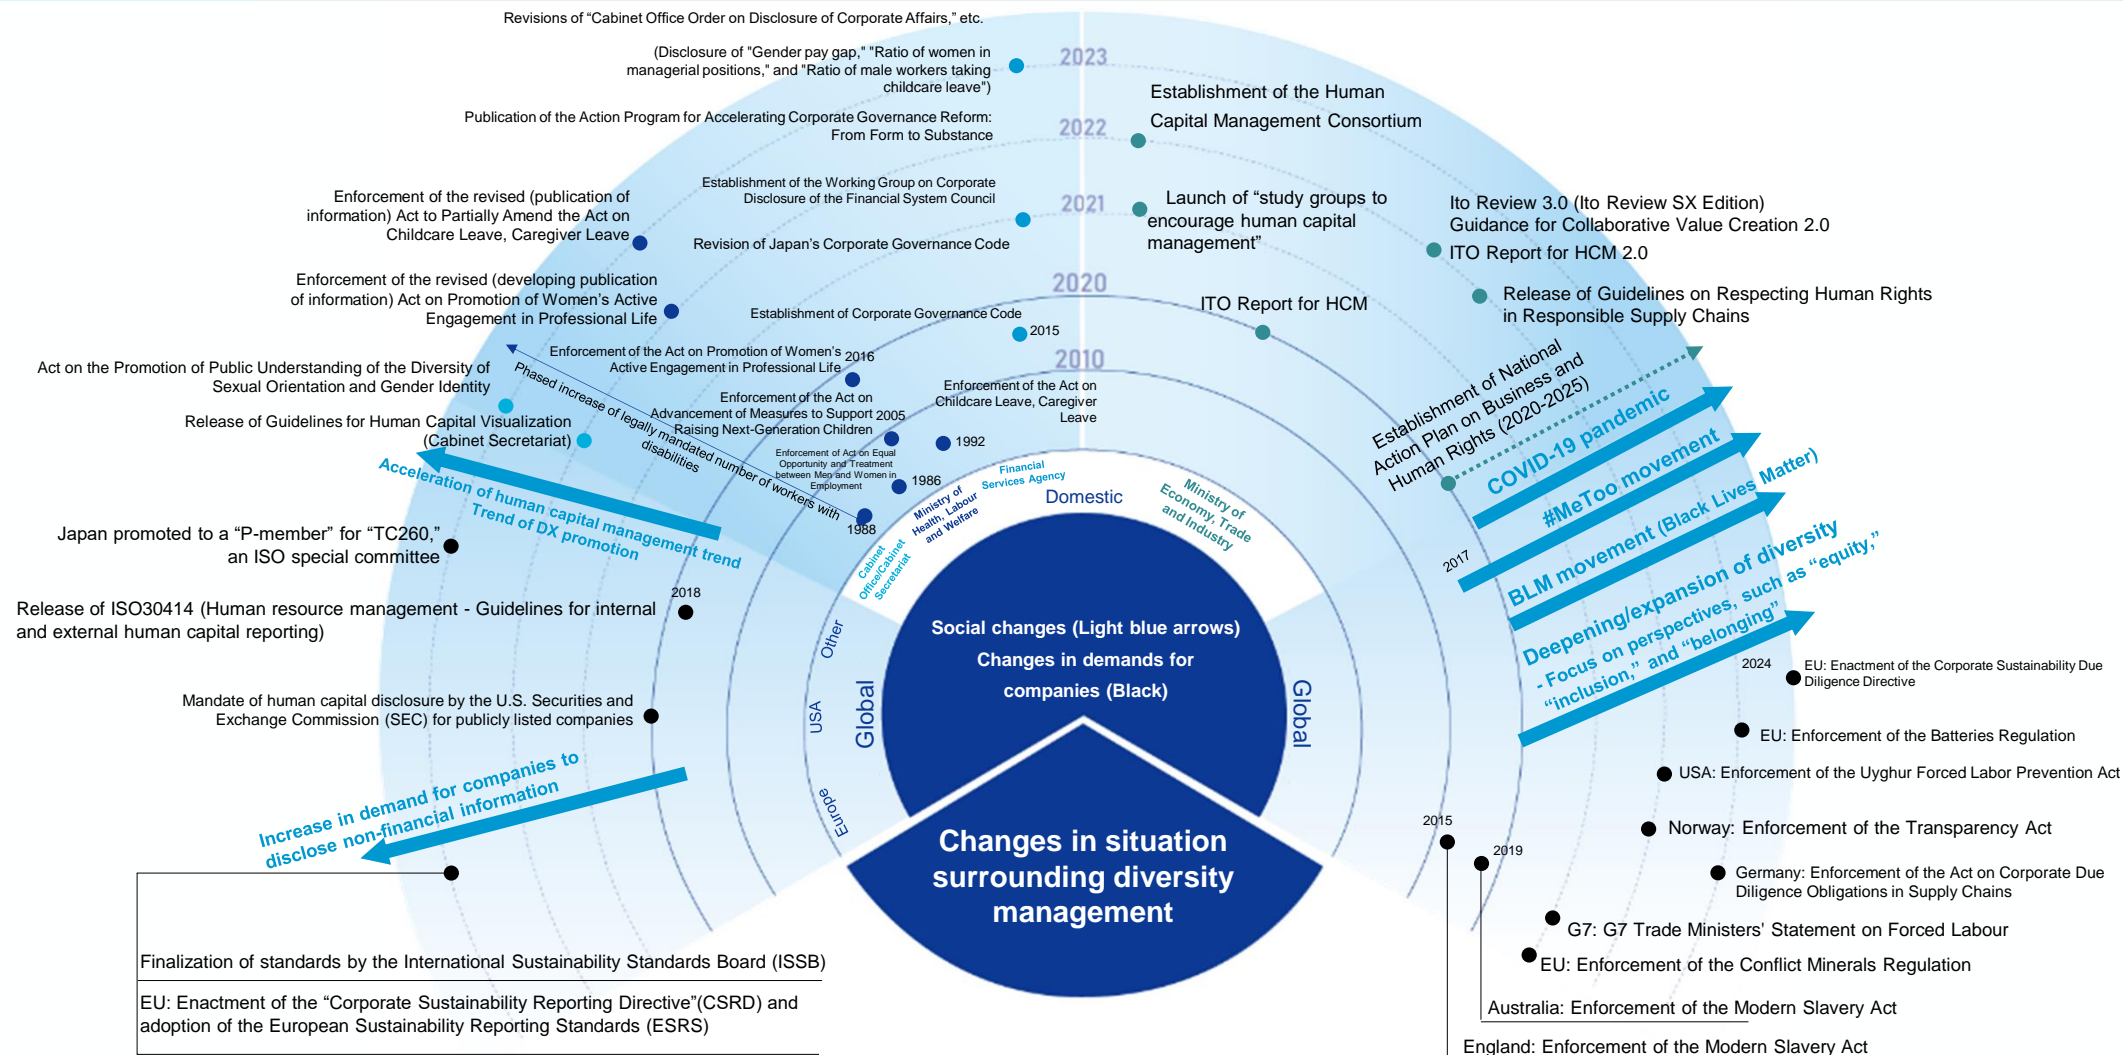 Revisions of “Cabinet Office Order on Disclosure of Corporate Affairs,” etc.
(Disclosure of "Gender pay gap," "Ratio of women in
managerial positions," and "Ratio of male workers taking
childcare leave")
Publication of the Action Program for Accelerating Corporate Governance Reform:
From Form to Substance
Establishment of the Working Group on Corporate
Disclosure of the Financial System Council
Revision of Japan’s Corporate Governance Code
Establishment of Corporate Governance Code
2015
2023
2022
2021
2020
2010
Establishment of the Human
Capital Management Consortium
Launch of “study groups to
encourage human capital
management”
ITO Report for HCM
Ito Review 3.0 (Ito Review SX Edition)
Guidance for Collaborative Value Creation 2.0
ITO Report for HCM 2.0
Release of Guidelines on Respecting Human Rights
in Responsible Supply Chains
Establishment of National
Action Plan on Business and
Human Rights (2020-2025)
Enforcement of the revised (publication of
information) Act to Partially Amend the Act on
Childcare Leave, Caregiver Leave
Enforcement of the revised (developing publication
of information) Act on Promotion of Women’s Active
Engagement in Professional Life
Enforcement of the Act on Promotion of Women’s
Active Engagement in Professional Life
2016
Enforcement of the Act on
Advancement of Measures to Support
Raising Next-Generation Children
2005
Enforcement of the Act on
Childcare Leave, Caregiver
Leave
1992
Enforcement of Act on Equal
Opportunity and Treatment
between Men and Women in
Employment
1986
1988
Phased increase of legally mandated number of workers with
disabilities
Act on the Promotion of Public Understanding of the Diversity of
Sexual Orientation and Gender Identity
Release of Guidelines for Human Capital Visualization
(Cabinet Secretariat)
Acceleration of human capital management trend
Trend of DX promotion
Japan promoted to a “P-member” for “TC260,”
an ISO special committee
2018
Release of ISO30414 (Human resource management - Guidelines for internal
and external human capital reporting)
Mandate of human capital disclosure by the U.S. Securities and
Exchange Commission (SEC) for publicly listed companies
Increase in demand for companies to
disclose non-financial information
Finalization of standards by the International Sustainability Standards Board (ISSB)
EU: Enactment of the “Corporate Sustainability Reporting Directive”(CSRD) and
adoption of the European Sustainability Reporting Standards (ESRS)
Cabinet
Office/Cabinet
Secretariat
Ministry of
Health, Labour
and Welfare
Financial
Services Agency
Domestic
Ministry of
Economy, Trade
and Industry
Other
USA
Europe
Global
Global
Social changes (Light blue arrows)
Changes in demands for
companies (Black)
Changes in situation
surrounding diversity
management
COVID-19 pandemic
#MeToo movement
2017
BLM movement (Black Lives Matter)
Deepening/expansion of diversity
- Focus on perspectives, such as “equity,”
“inclusion,” and “belonging”
2024
EU: Enactment of the Corporate Sustainability Due
Diligence Directive
EU: Enforcement of the Batteries Regulation
USA: Enforcement of the Uyghur Forced Labor Prevention Act
Norway: Enforcement of the Transparency Act
Germany: Enforcement of the Act on Corporate Due
Diligence Obligations in Supply Chains
G7: G7 Trade Ministers’ Statement on Forced Labour
EU: Enforcement of the Conflict Minerals Regulation
2019
Australia: Enforcement of the Modern Slavery Act
2015
England: Enforcement of the Modern Slavery Act